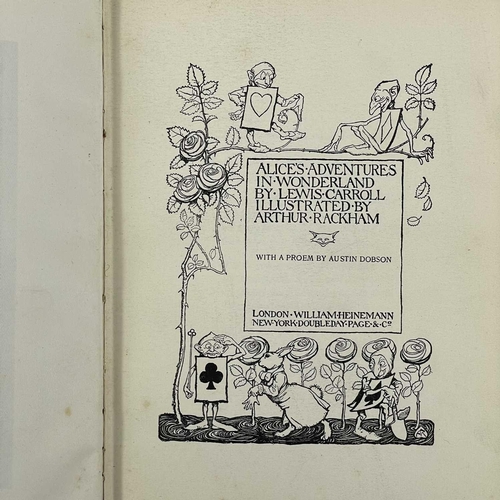 ALICE'S·ADVENTURES
IN·WONDERLAND
BY·LEWIS·CARROLL
ILLUSTRATED·BY
ARTHUR·RACKHAM
WITH A PROEM BY AUSTIN DOBSON
LONDON·WILLIAM·HEINEMANN
NEW·YORK·DOUBLEDAY·PAGE·&·Co